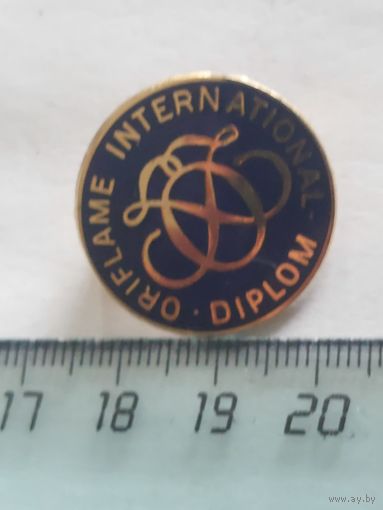 ORIFLAME INTERNATIONAL · DIPLOM ·
17 18 19 20
www.ay.by